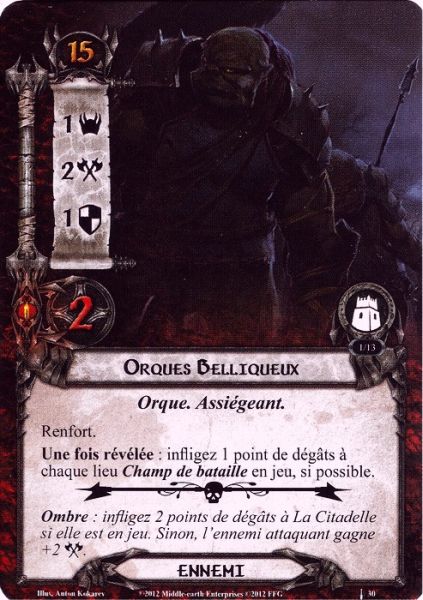 15
1
2
1
2
1/13
Orques Belliqueux
Orque. Assiégeant.
Renfort.
Une fois révélée : infligez 1 point de dégâts à
chaque lieu Champ de bataille en jeu, si possible.
Ombre : infligez 2 points de dégâts à La Citadelle
si elle est en jeu. Sinon, l'ennemi attaquant gagne
+2 .
ENNEMI
Illus. Anton Kokarev ©2012 Middle-earth Enterprises ©2012 FFG 30